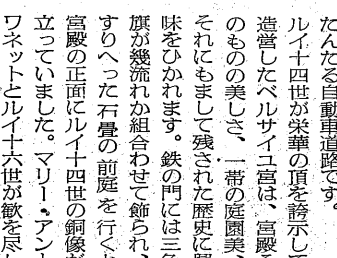 たんたる自動車道路です。
ルイ十四世が栄華の頂を誇示して
造営したベルサイユ宮は、宮殿そ
のものの美しさ、一帯の庭園美、
それにもまして残された歴史に興
味をひかれます。鉄の門には三色
旗が幾流れか組合わせて飾られ、
すりへった石畳の前庭を行くと
宮殿の正面にルイ十四世の銅像が
立っていました。マリー・アント
ワネットとルイ十六世が歓を尽し